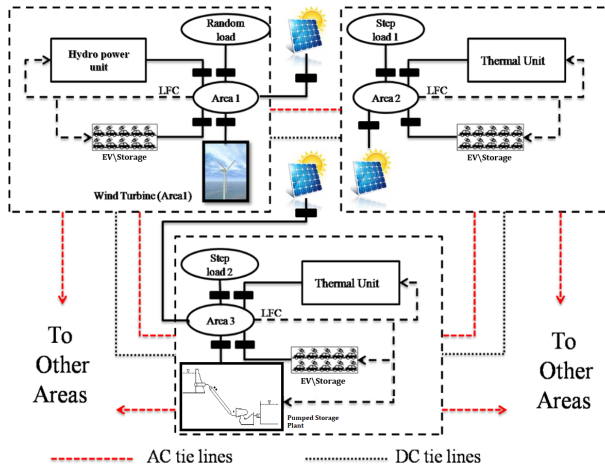 Random
load
Hydro power
unit
LFC
Area 1
EV\Storage
Wind Turbine (Area1)
Step
load 1
Thermal Unit
Area 2
LFC
EV\Storage
Step
load 2
Thermal Unit
LFC
Area 3
EV\Storage
Pumped Storage
Plant
To
Other
Areas
To
Other
Areas
AC tie lines
DC tie lines